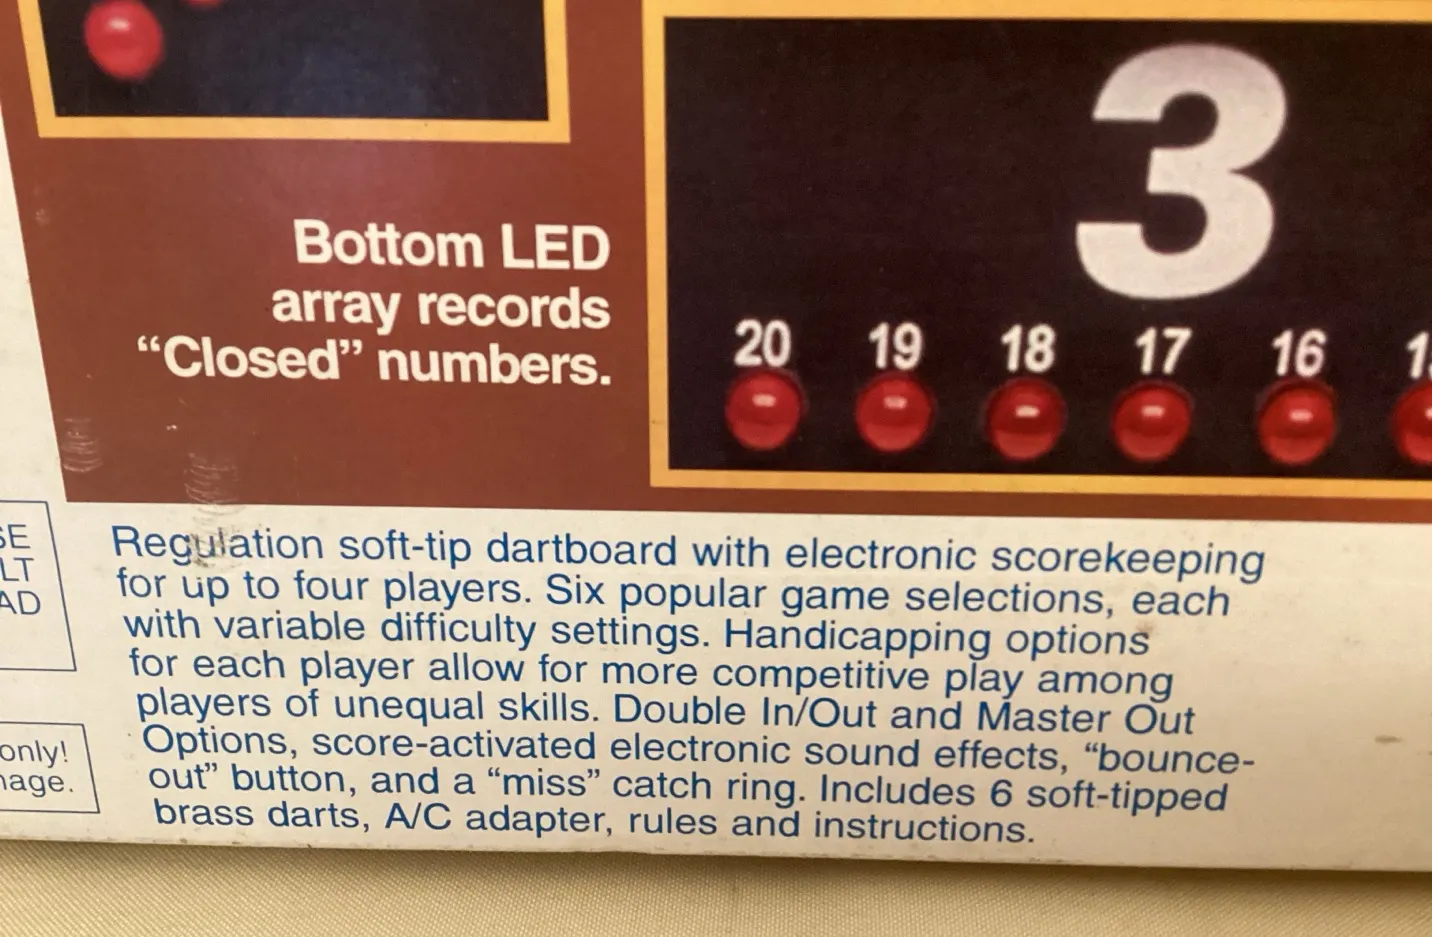 3
Bottom LED
array records
“Closed” numbers.
20 19 18 17 16
Regulation soft-tip dartboard with electronic scorekeeping
for up to four players. Six popular game selections, each
with variable difficulty settings. Handicapping options
for each player allow for more competitive play among
players of unequal skills. Double In/Out and Master Out
Options, score-activated electronic sound effects, “bounce-
out” button, and a “miss” catch ring. Includes 6 soft-tipped
brass darts, A/C adapter, rules and instructions.
only!